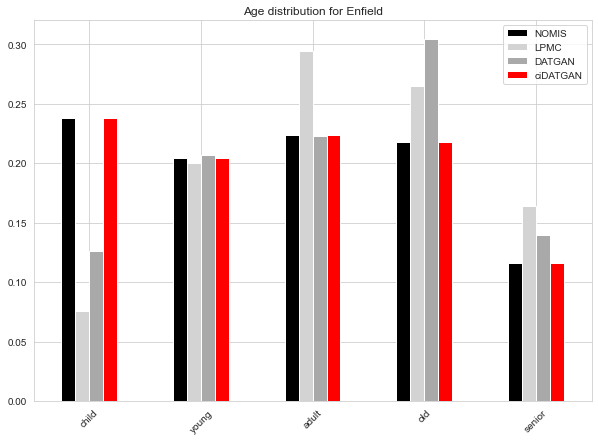 Age distribution for Enfield
NOMIS
LPMC
DATGAN
ciDATGAN
0.30
0.25
0.20
0.15
0.10
0.05
0.00
child
young
adult
old
senior